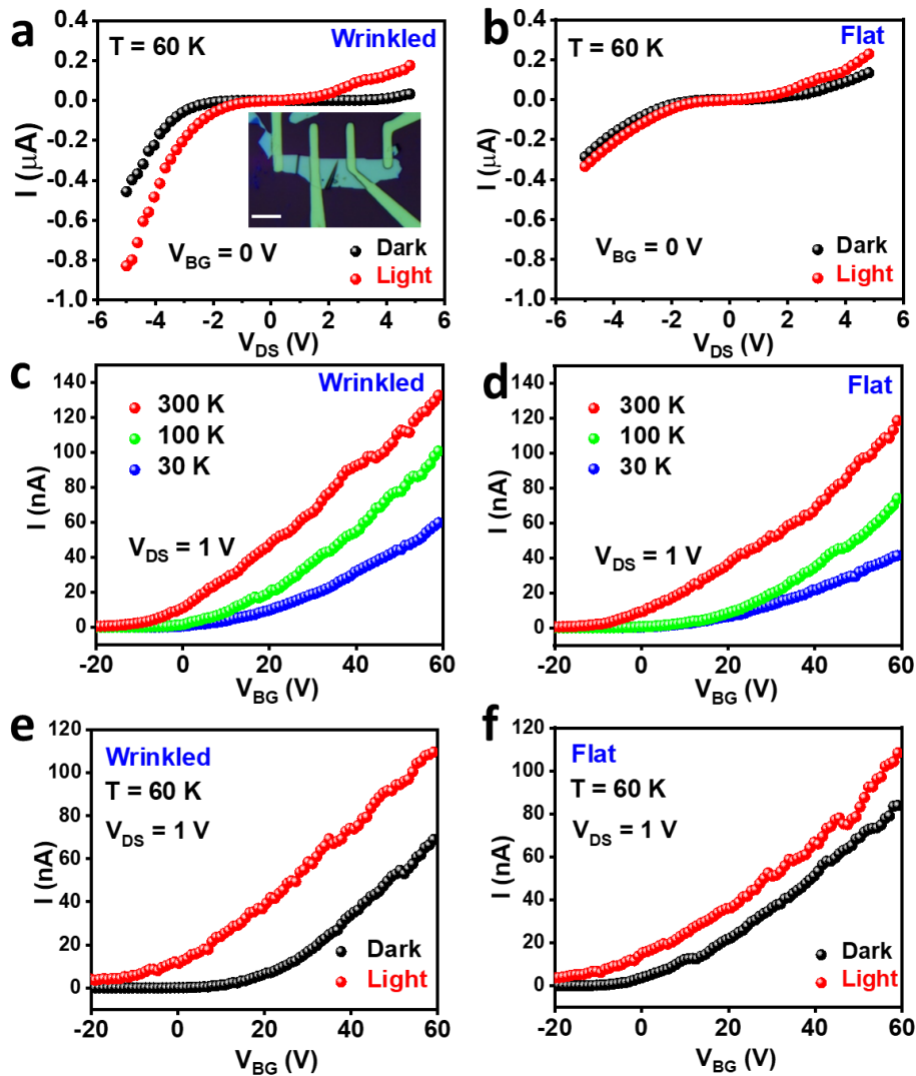 a
T = 60 K
Wrinkled
0.4
0.2
0.0
-0.2
-0.4
-0.6
-0.8
-1.0
I (μA)
V_BG = 0 V
Dark
Light
-6 -4 -2 0 2 4 6
V_DS (V)
b
T = 60 K
Flat
0.4
0.2
0.0
-0.2
-0.4
-0.6
-0.8
-1.0
I (μA)
V_BG = 0 V
Dark
Light
-6 -4 -2 0 2 4 6
V_DS (V)
c
Wrinkled
140
120
100
80
60
40
20
0
I (nA)
300 K
100 K
30 K
V_DS = 1 V
-20 0 20 40 60
V_BG (V)
d
Flat
140
120
100
80
60
40
20
0
I (nA)
300 K
100 K
30 K
V_DS = 1 V
-20 0 20 40 60
V_BG (V)
e
Wrinkled
T = 60 K
V_DS = 1 V
120
100
80
60
40
20
0
I (nA)
Dark
Light
-20 0 20 40 60
V_BG (V)
f
Flat
T = 60 K
V_DS = 1 V
120
100
80
60
40
20
0
I (nA)
Dark
Light
-20 0 20 40 60
V_BG (V)